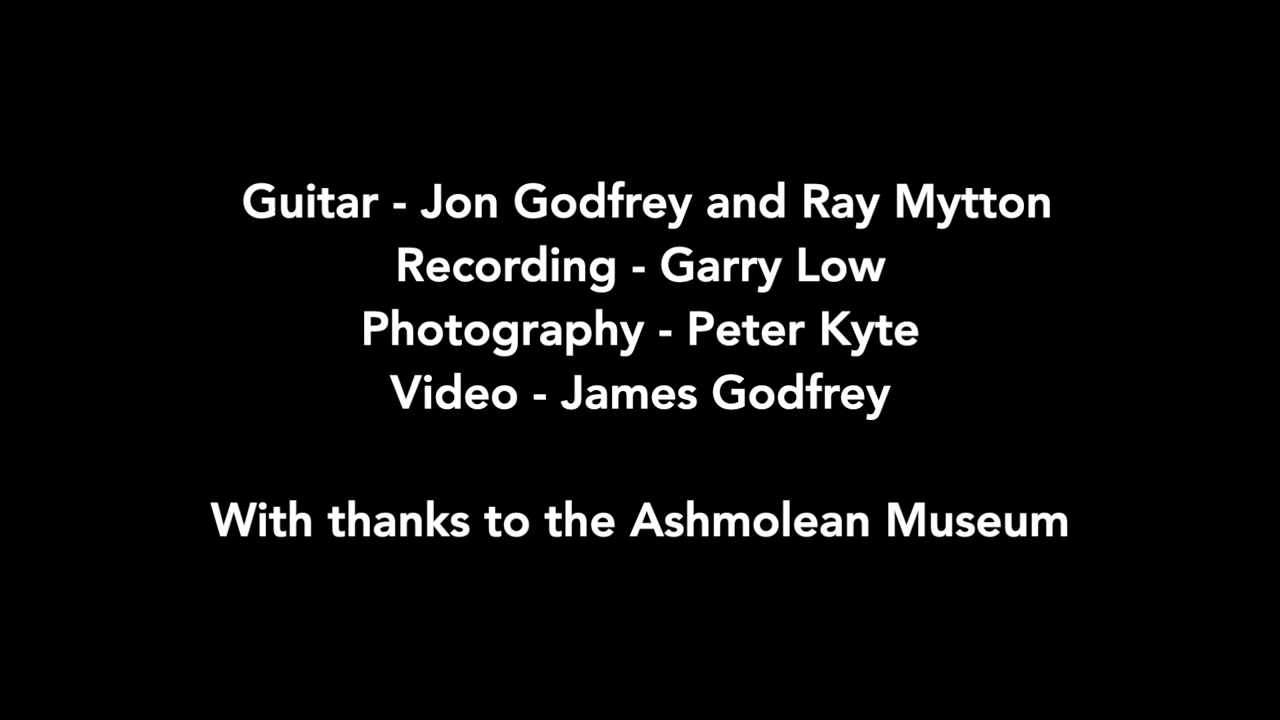 Guitar - Jon Godfrey and Ray Mytton
Recording - Garry Low
Photography - Peter Kyte
Video - James Godfrey
With thanks to the Ashmolean Museum